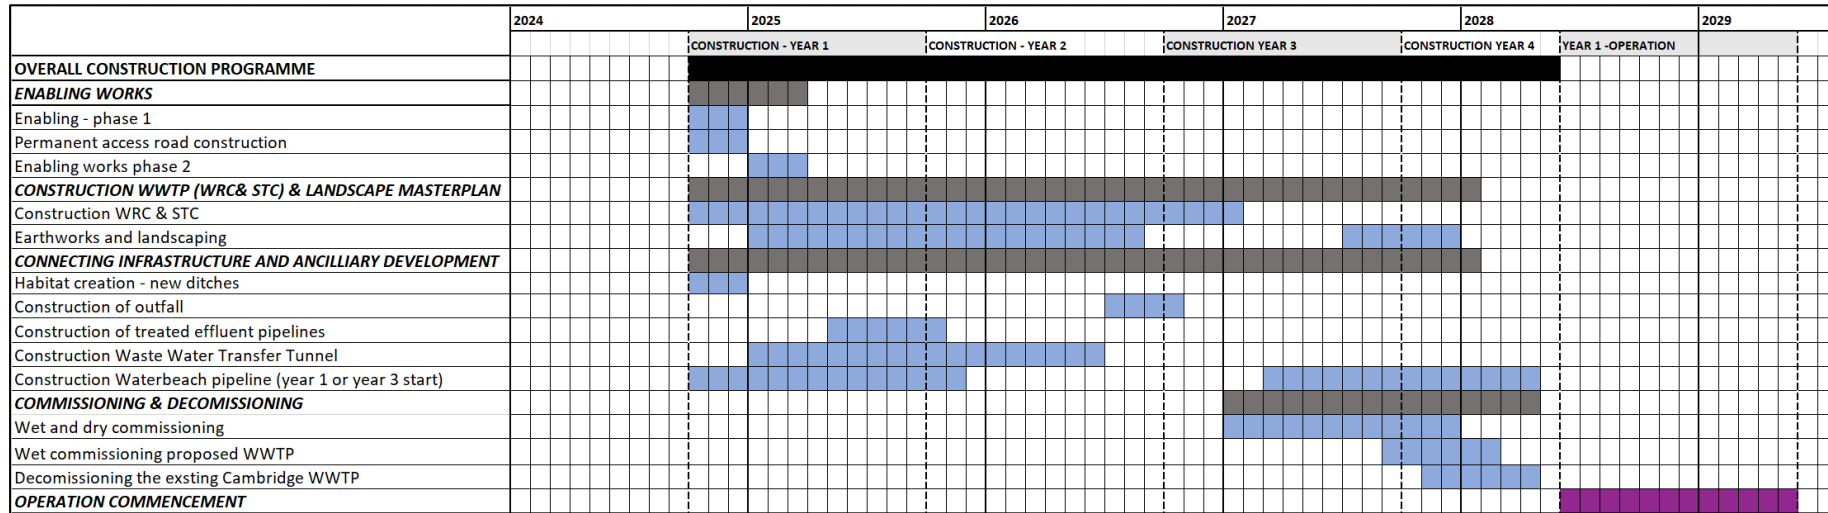 2024 2025 2026 2027 2028 2029
CONSTRUCTION - YEAR 1 CONSTRUCTION - YEAR 2 CONSTRUCTION YEAR 3 CONSTRUCTION YEAR 4 YEAR 1 -OPERATION
OVERALL CONSTRUCTION PROGRAMME
ENABLING WORKS
Enabling - phase 1
Permanent access road construction
Enabling works phase 2
CONSTRUCTION WWTP (WRC& STC) & LANDSCAPE MASTERPLAN
Construction WRC & STC
Earthworks and landscaping
CONNECTING INFRASTRUCTURE AND ANCILLIARY DEVELOPMENT
Habitat creation - new ditches
Construction of outfall
Construction of treated effluent pipelines
Construction Waste Water Transfer Tunnel
Construction Waterbeach pipeline (year 1 or year 3 start)
COMMISSIONING & DECOMISSIONING
Wet and dry commissioning
Wet commissioning proposed WWTP
Decomissioning the exsting Cambridge WWTP
OPERATION COMMENCEMENT